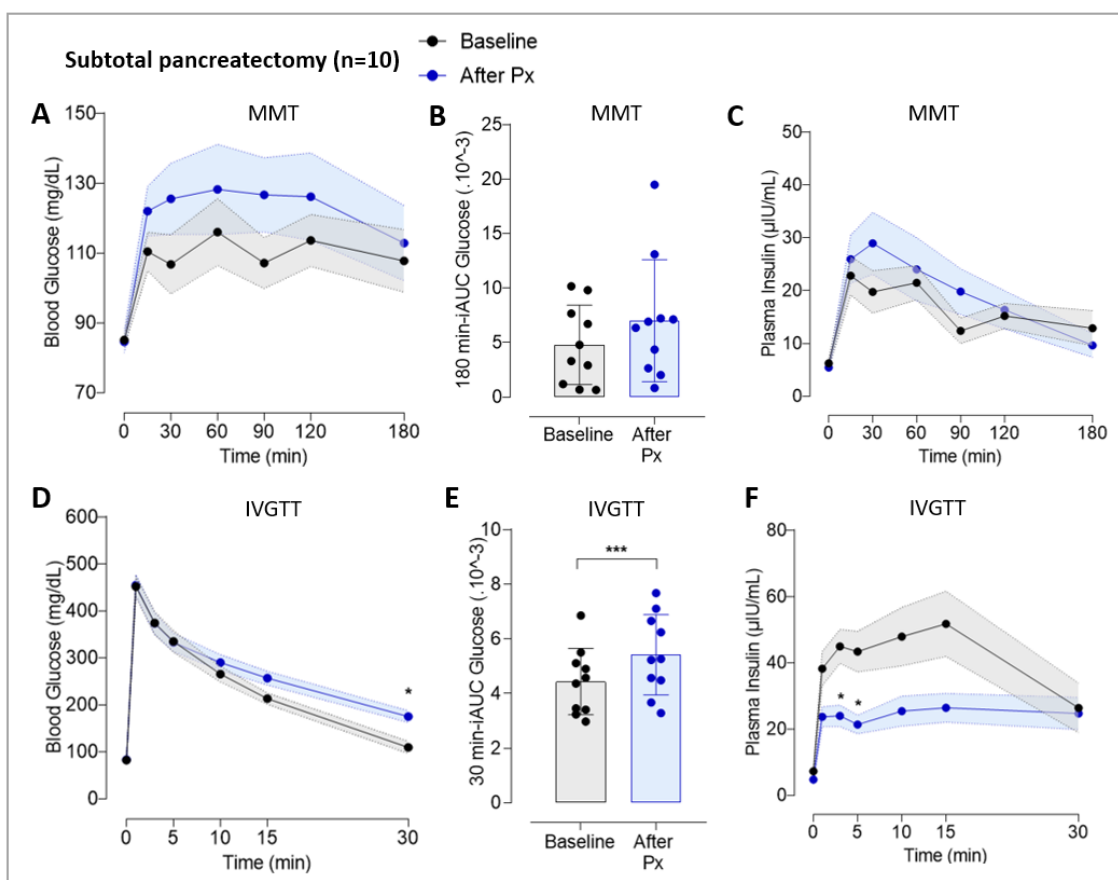 Subtotal pancreatectomy (n=10)
Baseline
After Px
A
MMT
Blood Glucose (mg/dL)
150
130
110
90
70
0 30 60 90 120 180
Time (min)
B
MMT
180 min-iAUC Glucose (.10^-3)
25
20
15
10
5
0
Baseline After
Px
C
MMT
Plasma Insulin (µIU/mL)
50
40
30
20
10
0
0 30 60 90 120 180
Time (min)
D
IVGTT
Blood Glucose (mg/dL)
600
500
400
300
200
100
0
*
0 5 10 15 30
Time (min)
E
IVGTT
30 min-iAUC Glucose (.10^-3)
10
8
6
4
2
0
***
Baseline After
Px
F
IVGTT
Plasma Insulin (µIU/mL)
80
60
40
20
0
* *
0 5 10 15 30
Time (min)